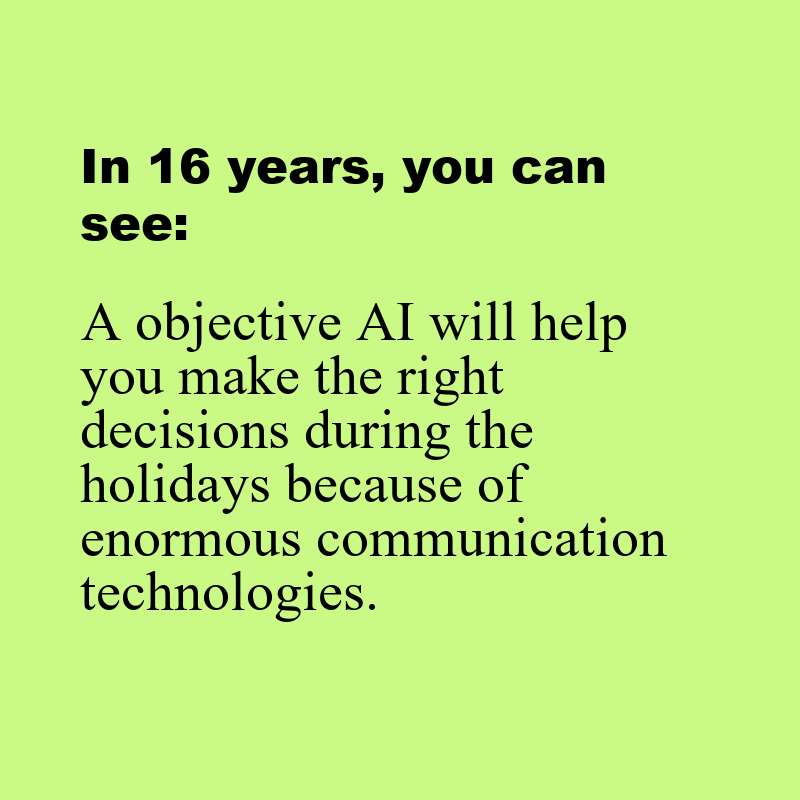 In 16 years, you can
see:
A objective AI will help
you make the right
decisions during the
holidays because of
enormous communication
technologies.